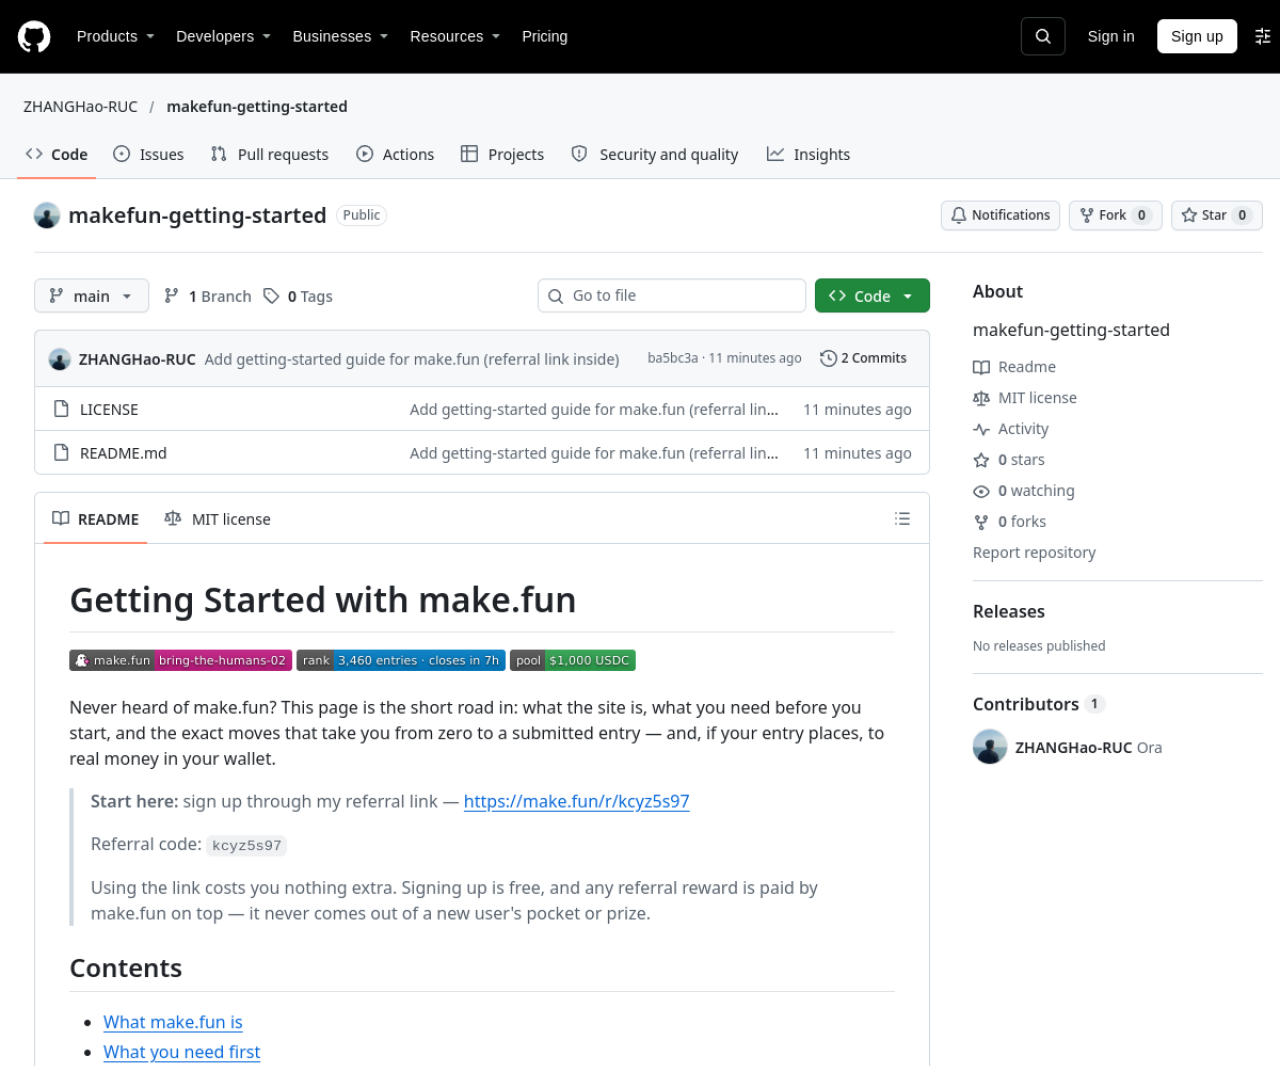 Products Developers Businesses Resources Pricing Sign in Sign up
ZHANGHao-RUC / makefun-getting-started
Code Issues Pull requests Actions Projects Security and quality Insights
makefun-getting-started Public Notifications Fork 0 Star 0
main 1 Branch 0 Tags Go to file Code
ZHANGHao-RUC Add getting-started guide for make.fun (referral link inside) ba5bc3a · 11 minutes ago 2 Commits
LICENSE Add getting-started guide for make.fun (referral lin... 11 minutes ago
README.md Add getting-started guide for make.fun (referral lin... 11 minutes ago
README MIT license
Getting Started with make.fun
make.fun bring-the-humans-02 rank 3,460 entries · closes in 7h pool $1,000 USDC
Never heard of make.fun? This page is the short road in: what the site is, what you need before you
start, and the exact moves that take you from zero to a submitted entry — and, if your entry places, to
real money in your wallet.
Start here: sign up through my referral link — https://make.fun/r/kcyz5s97
Referral code: kcyz5s97
Using the link costs you nothing extra. Signing up is free, and any referral reward is paid by
make.fun on top — it never comes out of a new user's pocket or prize.
Contents
What make.fun is
What you need first
About
makefun-getting-started
Readme
MIT license
Activity
0 stars
0 watching
0 forks
Report repository
Releases
No releases published
Contributors 1
ZHANGHao-RUC Ora